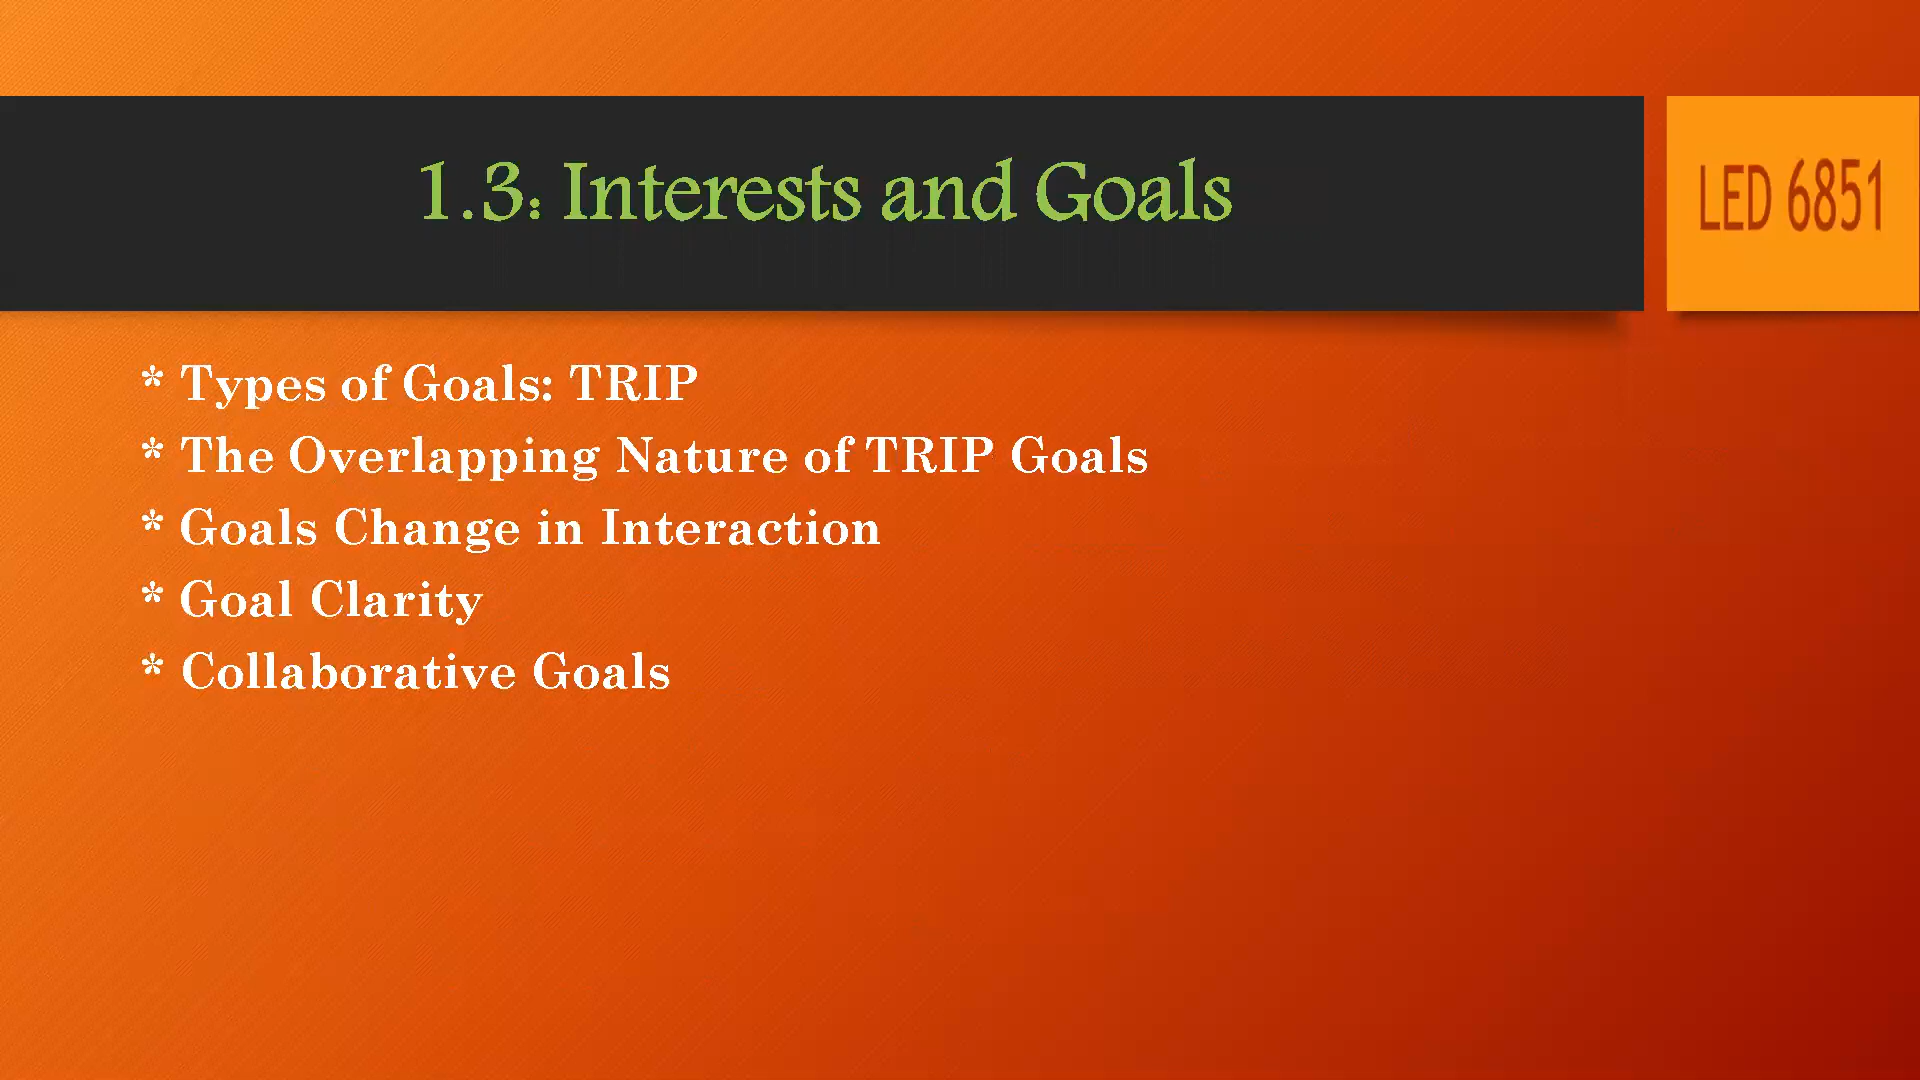 1.3: Interests and Goals
LED 6851
* Types of Goals: TRIP
* The Overlapping Nature of TRIP Goals
* Goals Change in Interaction
* Goal Clarity
* Collaborative Goals